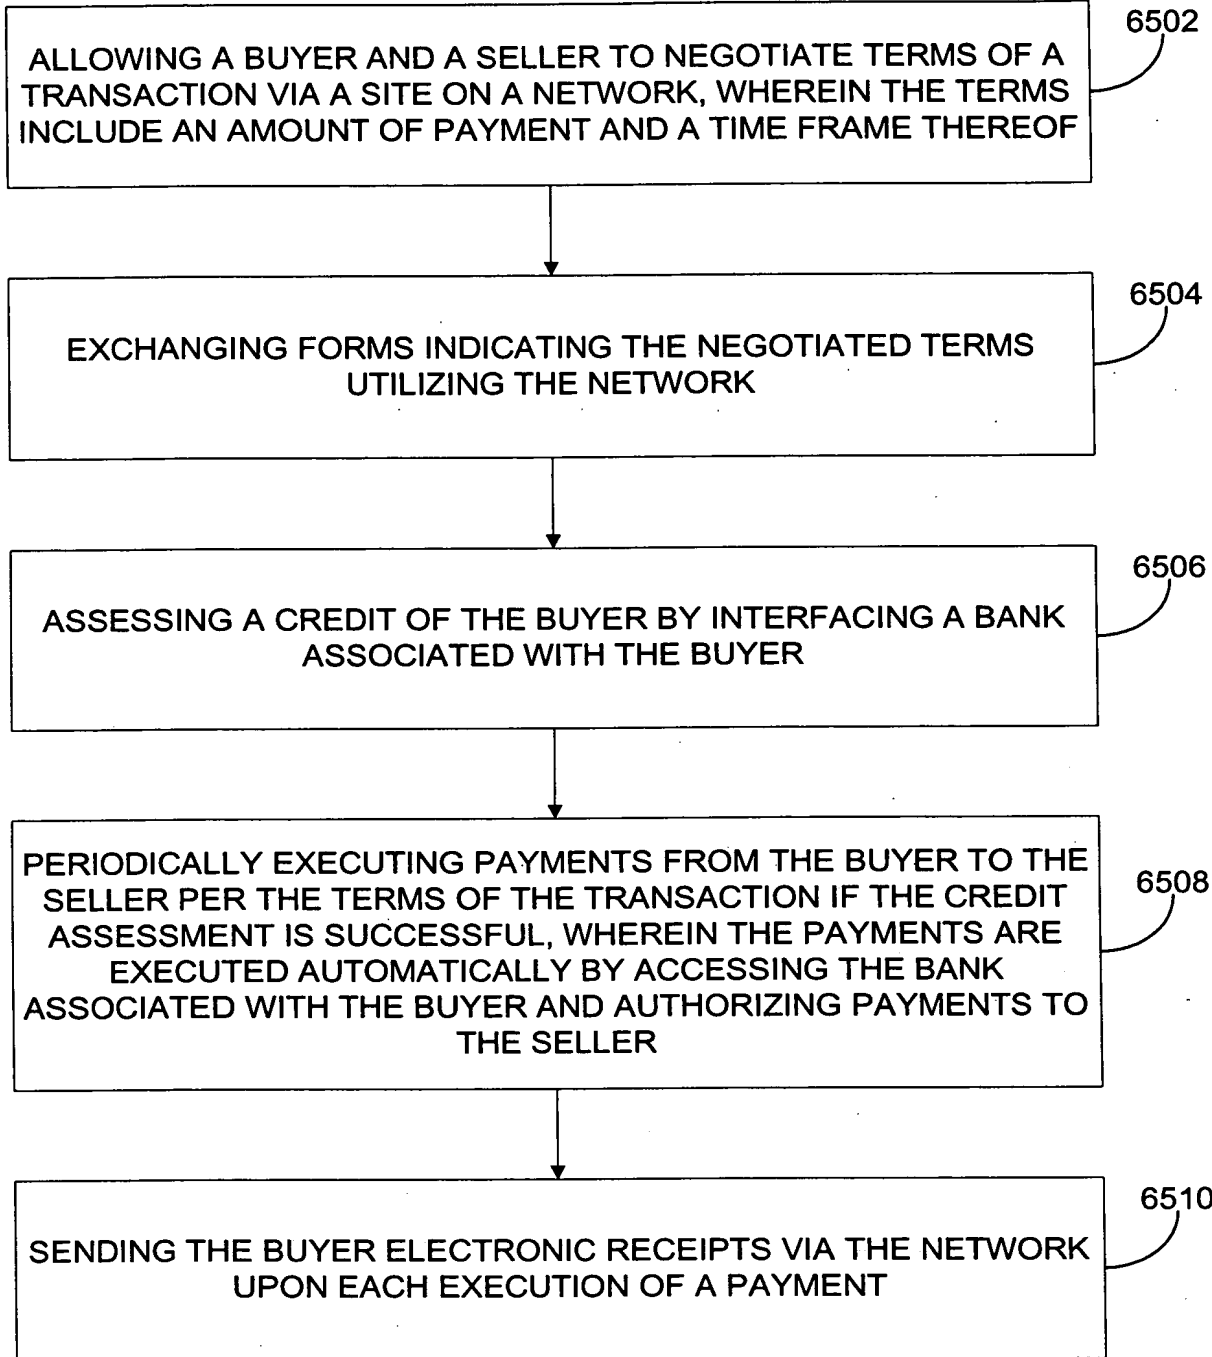 6502
ALLOWING A BUYER AND A SELLER TO NEGOTIATE TERMS OF A
TRANSACTION VIA A SITE ON A NETWORK, WHEREIN THE TERMS
INCLUDE AN AMOUNT OF PAYMENT AND A TIME FRAME THEREOF
6504
EXCHANGING FORMS INDICATING THE NEGOTIATED TERMS
UTILIZING THE NETWORK
6506
ASSESSING A CREDIT OF THE BUYER BY INTERFACING A BANK
ASSOCIATED WITH THE BUYER
6508
PERIODICALLY EXECUTING PAYMENTS FROM THE BUYER TO THE
SELLER PER THE TERMS OF THE TRANSACTION IF THE CREDIT
ASSESSMENT IS SUCCESSFUL, WHEREIN THE PAYMENTS ARE
EXECUTED AUTOMATICALLY BY ACCESSING THE BANK
ASSOCIATED WITH THE BUYER AND AUTHORIZING PAYMENTS TO
THE SELLER
6510
SENDING THE BUYER ELECTRONIC RECEIPTS VIA THE NETWORK
UPON EACH EXECUTION OF A PAYMENT